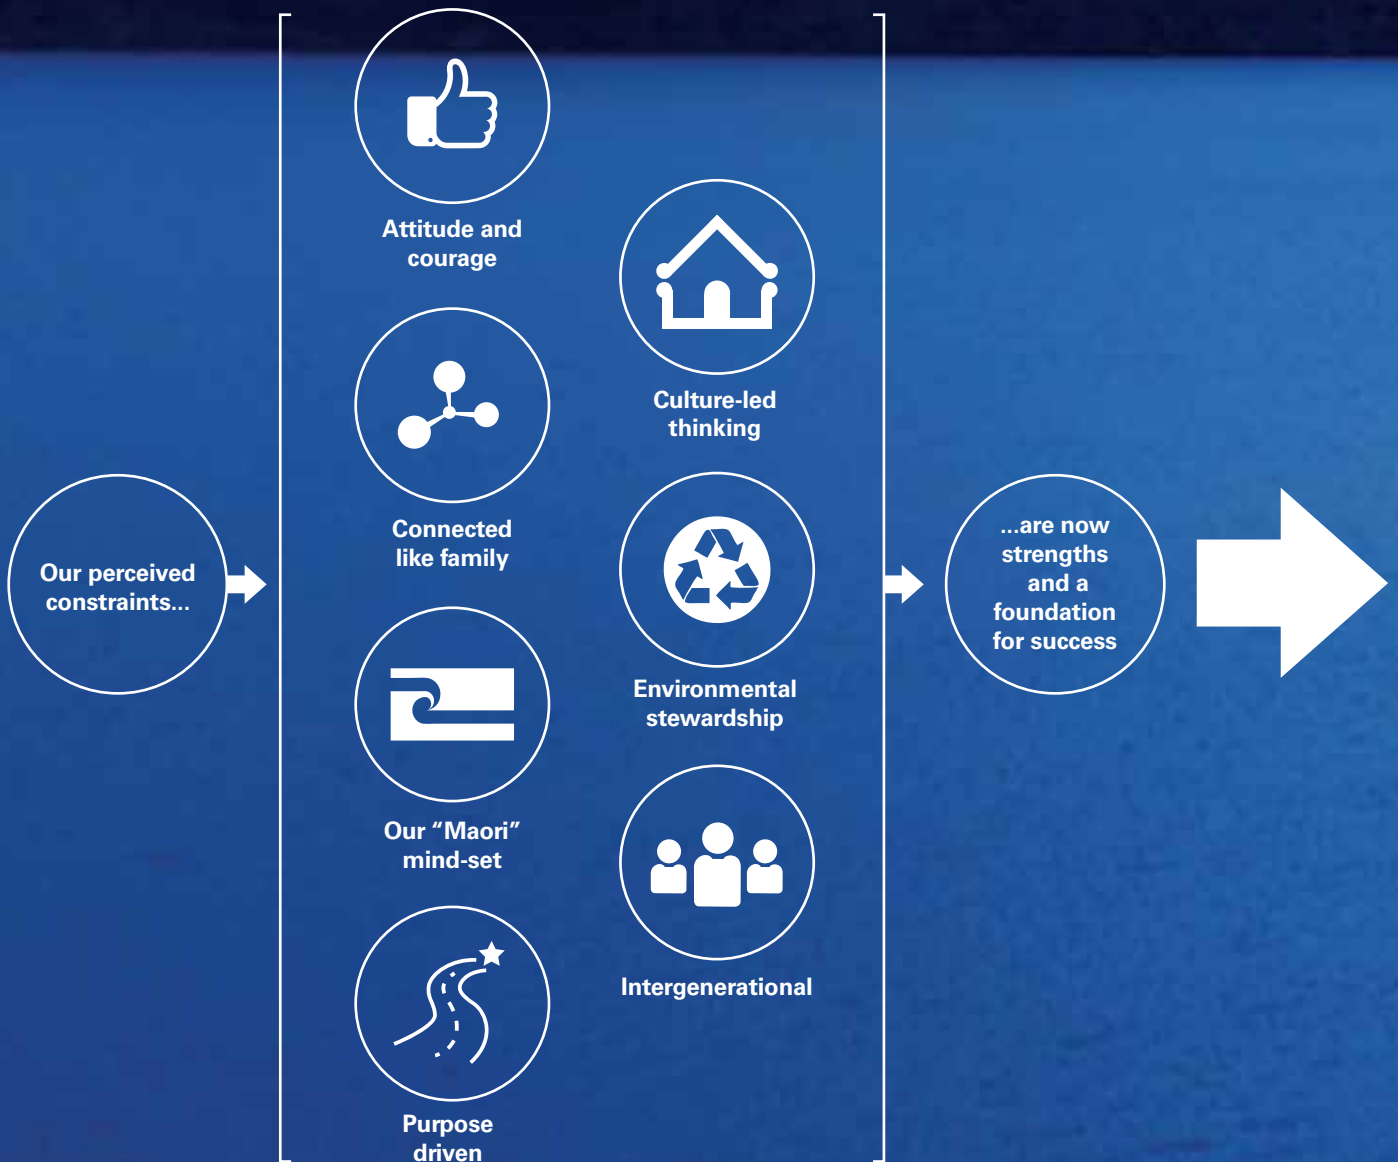 Our perceived
constraints...
Attitude and
courage
Connected
like family
Our “Maori”
mind-set
Purpose
driven
Culture-led
thinking
Environmental
stewardship
Intergenerational
...are now
strengths
and a
foundation
for success